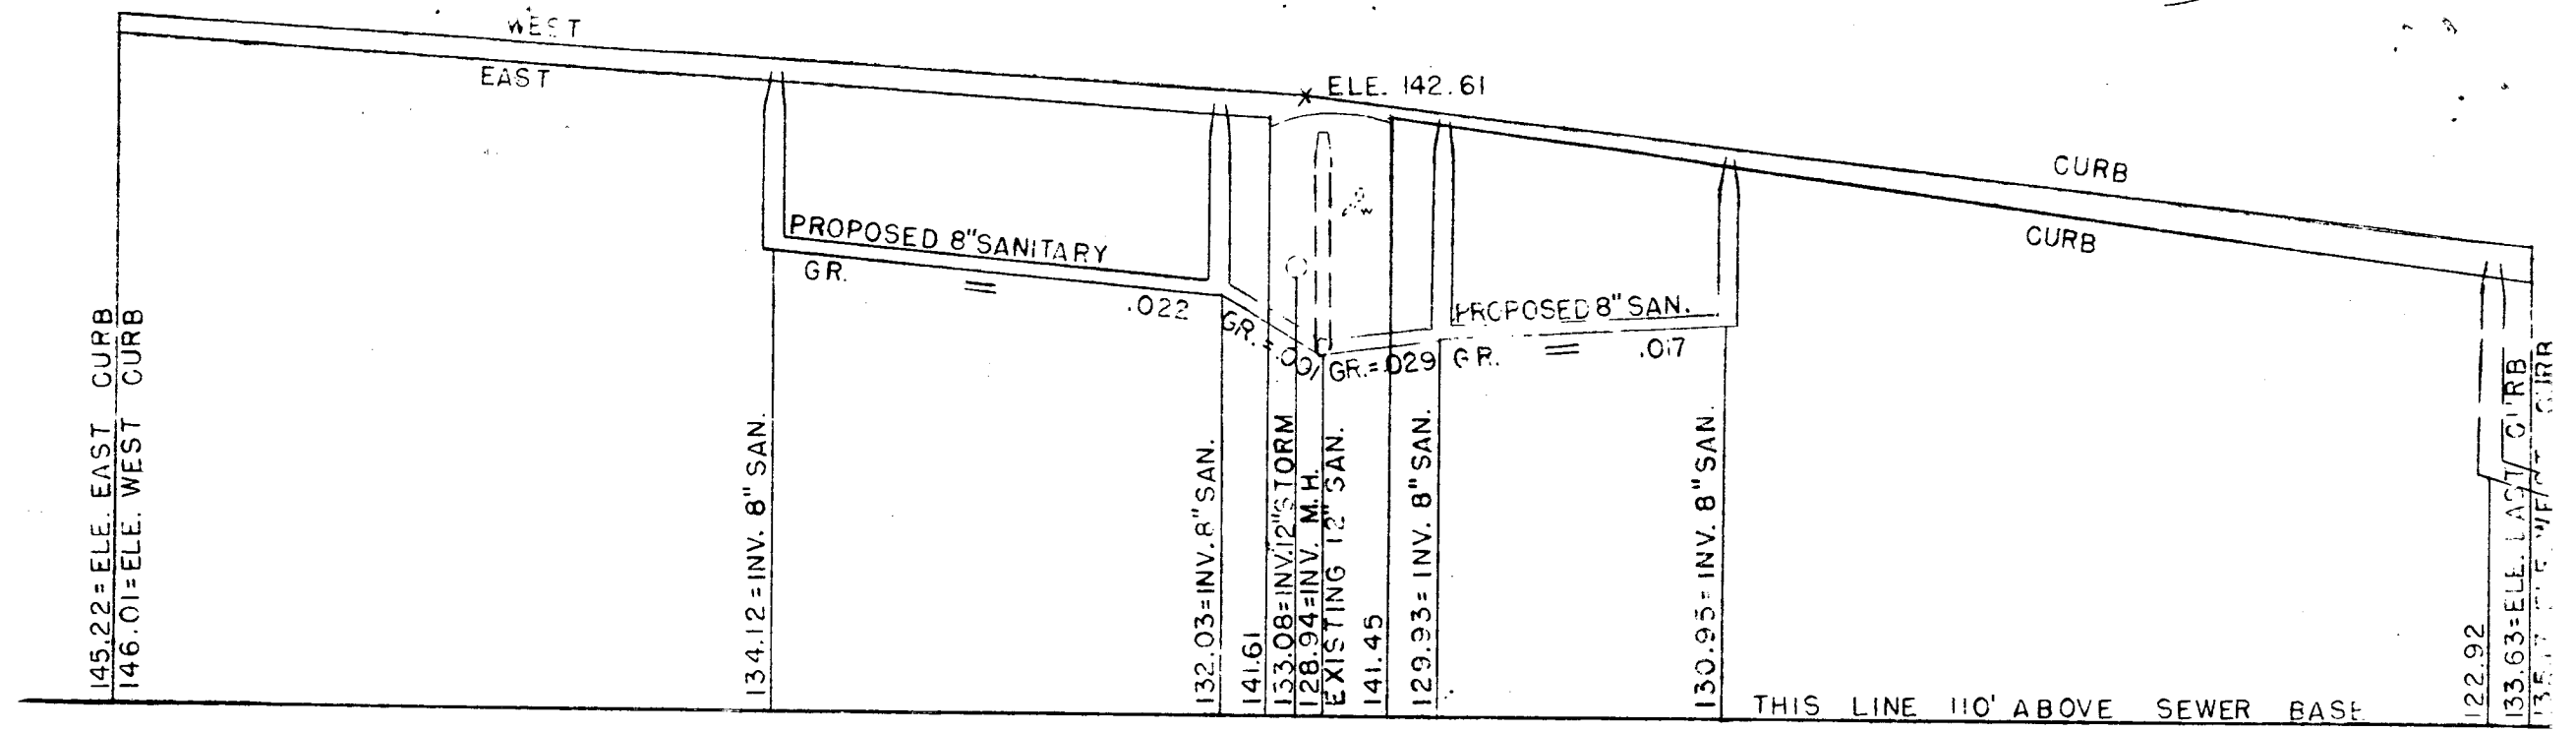 WEST
EAST
ELE. 142.61
CURB
CURB
PROPOSED 8" SANITARY
GR. = .022
GR. =
PROPOSED 8" SAN.
GR. = .029
GR. = .017
145.22 = ELE. EAST CURB
146.01 = ELE. WEST CURB
134.12 = INV. 8" SAN.
132.03 = INV. 8" SAN.
141.61
133.08 = INV. 12" STORM
128.94 = INV. M.H.
EXISTING 12" SAN.
141.45
129.93 = INV. 8" SAN.
130.95 = INV. 8" SAN.
122.92
133.63 = ELE. EAST CURB
WEST CURB
THIS LINE 110' ABOVE SEWER BASE